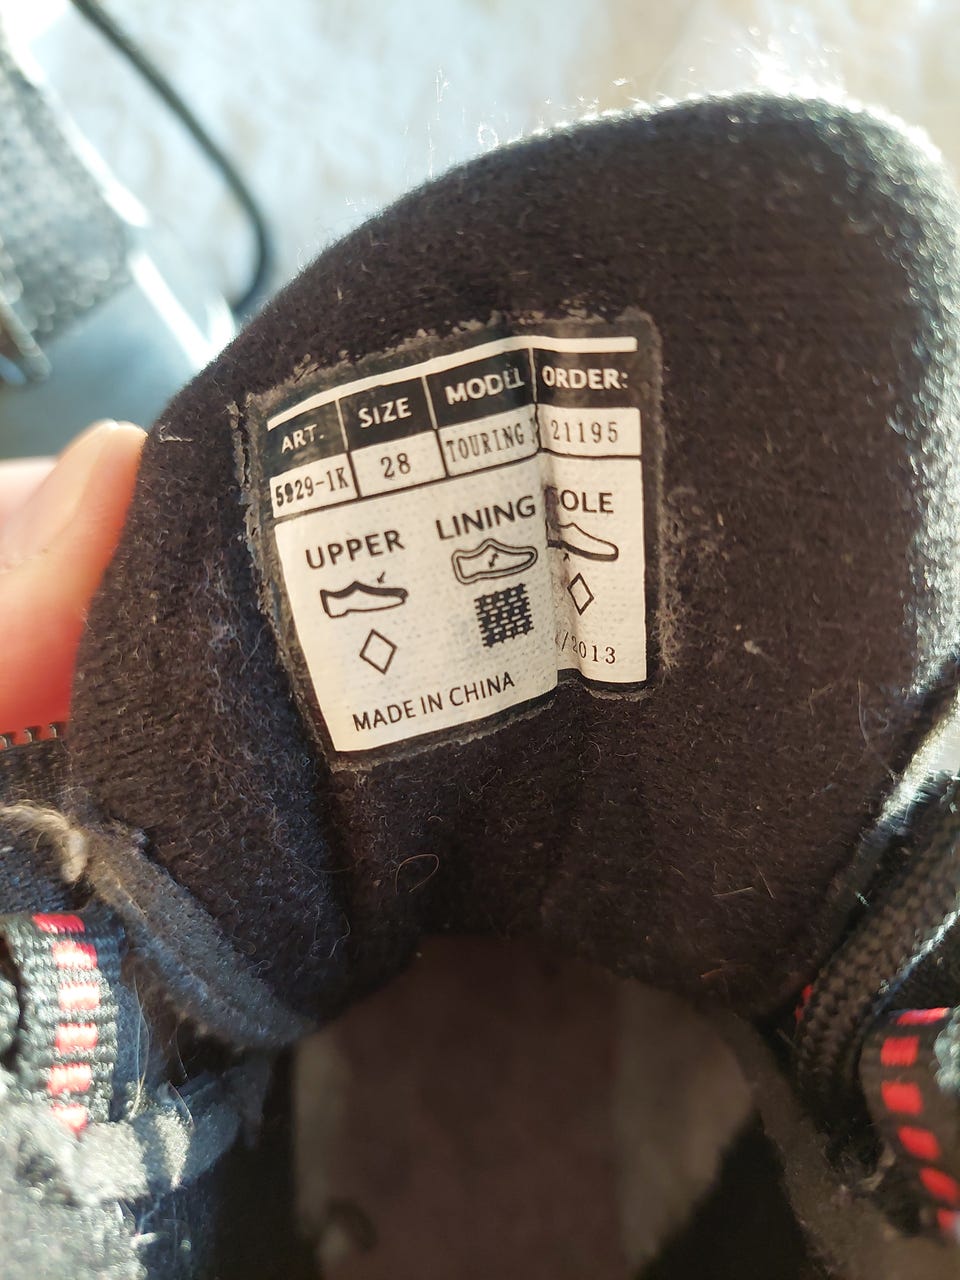 ART. SIZE MODEL ORDER:
5929-1K 28 TOURING 21195
UPPER LINING SOLE
/2013
MADE IN CHINA